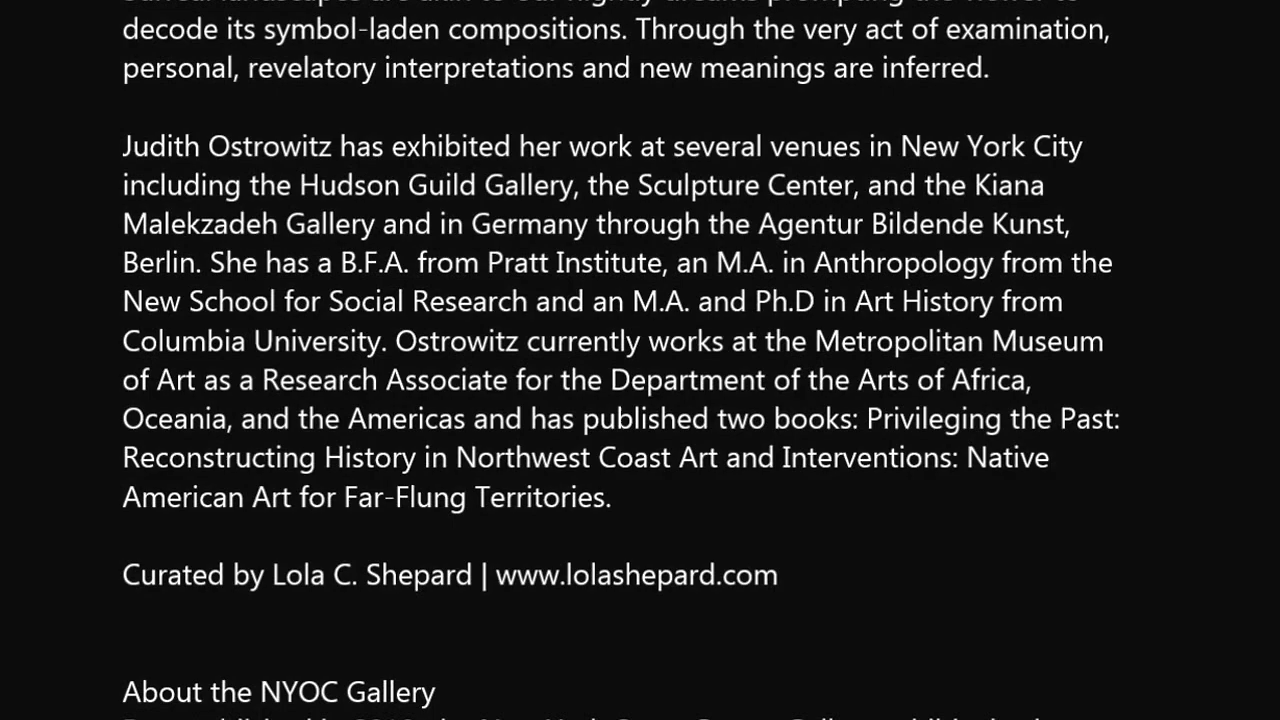 decode its symbol-laden compositions. Through the very act of examination,
personal, revelatory interpretations and new meanings are inferred.
Judith Ostrowitz has exhibited her work at several venues in New York City
including the Hudson Guild Gallery, the Sculpture Center, and the Kiana
Malekzadeh Gallery and in Germany through the Agentur Bildende Kunst,
Berlin. She has a B.F.A. from Pratt Institute, an M.A. in Anthropology from the
New School for Social Research and an M.A. and Ph.D in Art History from
Columbia University. Ostrowitz currently works at the Metropolitan Museum
of Art as a Research Associate for the Department of the Arts of Africa,
Oceania, and the Americas and has published two books: Privileging the Past:
Reconstructing History in Northwest Coast Art and Interventions: Native
American Art for Far-Flung Territories.
Curated by Lola C. Shepard | www.lolashepard.com
About the NYOC Gallery